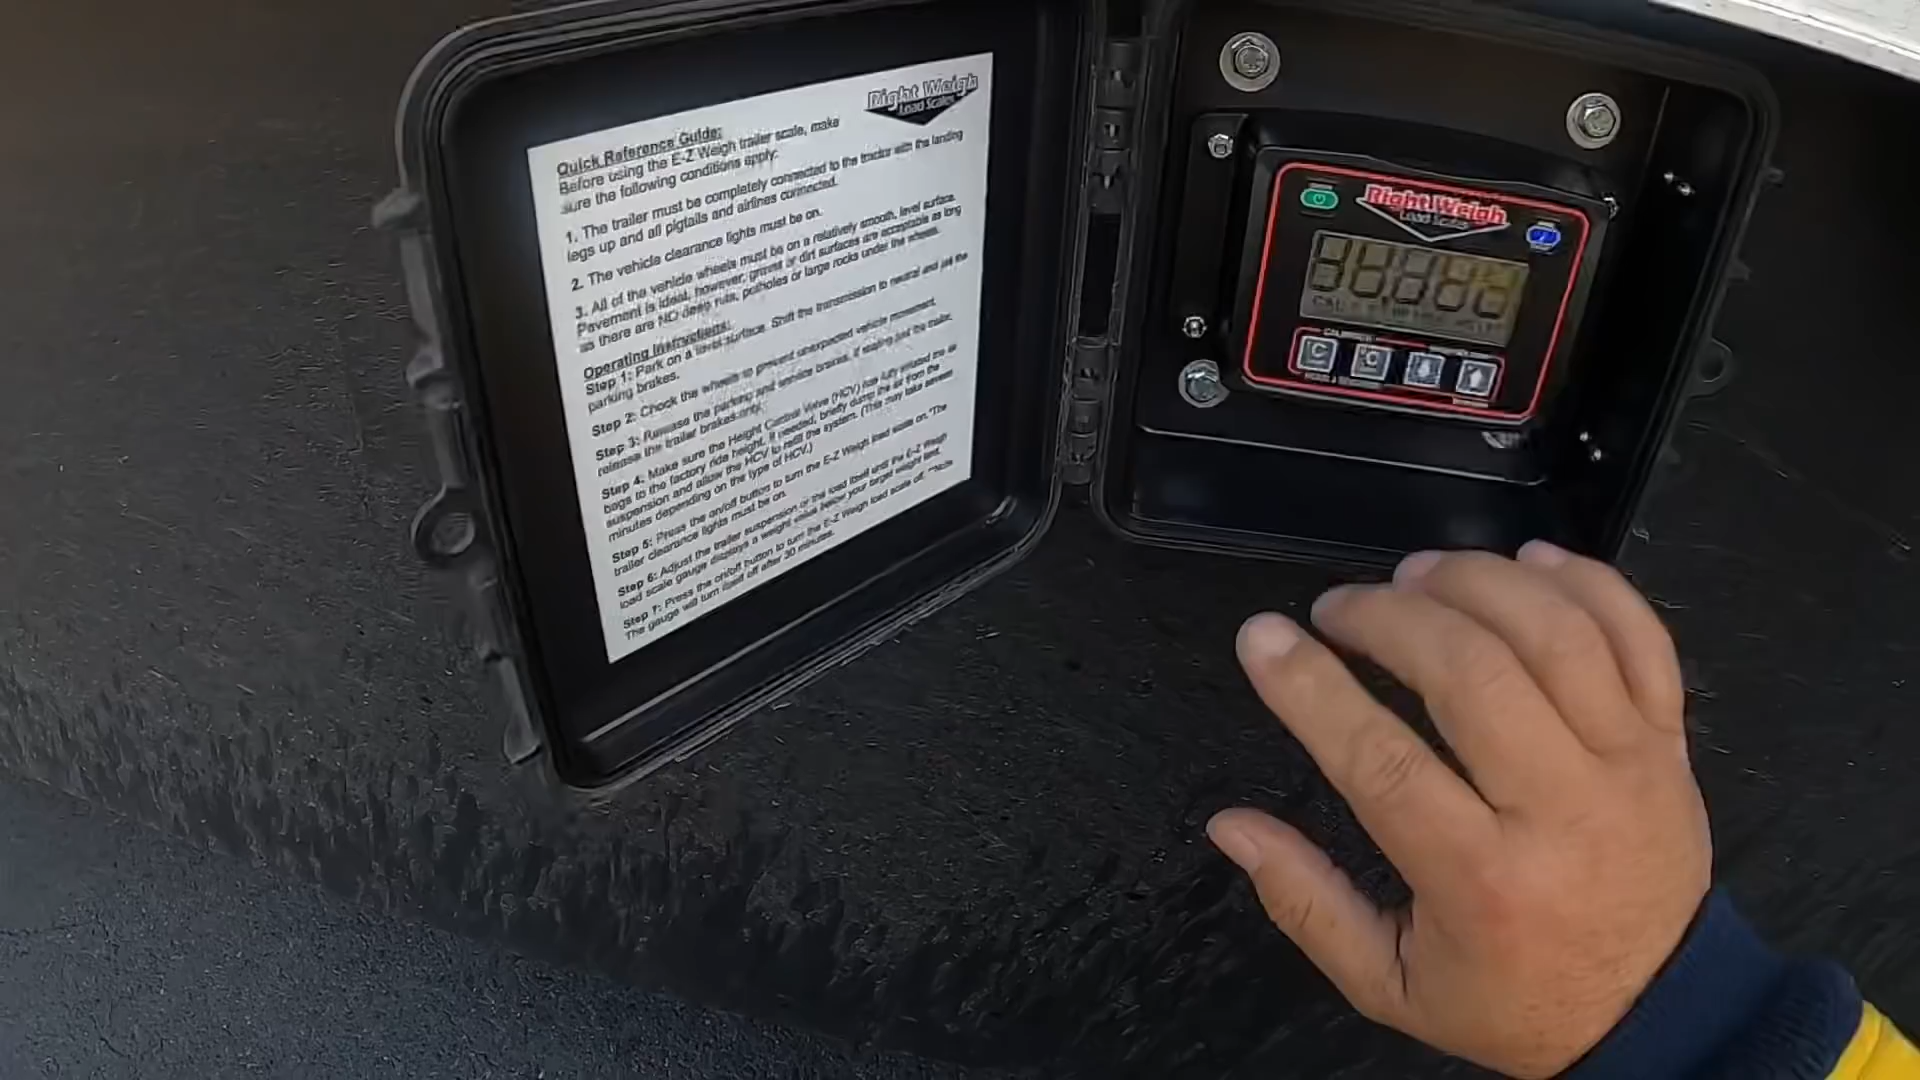 Right Weigh
Load Scales
Quick Reference Guide:
Before using the E-Z Weigh trailer scale, make
sure the following conditions apply:
1. The trailer must be completely connected to the tractor with the landing
legs up and all pigtails and airlines connected.
2. The vehicle clearance lights must be on.
3. All of the vehicle wheels must be on a relatively smooth, level surface.
Pavement is ideal, however, gravel or dirt surfaces are acceptable as long
as there are NO deep ruts, potholes or large rocks under the wheels.
Operating Instructions:
Step 1: Park on a level surface. Shift the transmission to neutral and set the
parking brakes.
Step 2: Chock the wheels to prevent unexpected vehicle movement.
Step 3: Release the parking and service brakes. If scaling just the trailer,
release the trailer brakes only.
Step 4: Make sure the Height Control Valve (HCV) has fully inflated the air
bags to the factory ride height. If needed, briefly dump the air from the
suspension and allow the HCV to refill the system. (This may take several
minutes depending on the type of HCV.)
Step 5: Press the on/off button to turn the E-Z Weigh load scale on. *The
trailer clearance lights must be on.
Step 6: Adjust the trailer suspension or the load itself until the E-Z Weigh
load scale gauge displays a weight value below your target weight limit.
Step 7: Press the on/off button to turn the E-Z Weigh load scale off. **Note
The gauge will turn itself off after 30 minutes.
Right Weigh
Load Scales
C C